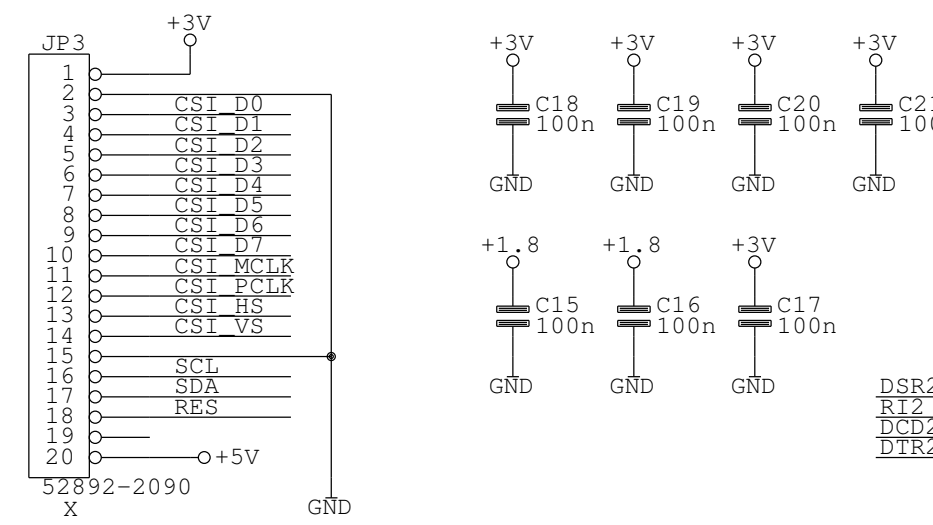 +3V
JP3
1
2
3 CSI_D0
4 CSI_D1
5 CSI_D2
6 CSI_D3
7 CSI_D4
8 CSI_D5
9 CSI_D6
10 CSI_D7
11 CSI_MCLK
12 CSI_PCLK
13 CSI_HS
14 CSI_VS
15
16 SCL
17 SDA
18 RES
19
20 +5V
52892-2090
X
GND
+3V +3V +3V +3V
C18 C19 C20 C21
100n 100n 100n 100
GND GND GND GND
+1.8 +1.8 +3V
C15 C16 C17
100n 100n 100n
GND GND GND
DSR2
RI2
DCD2
DTR2